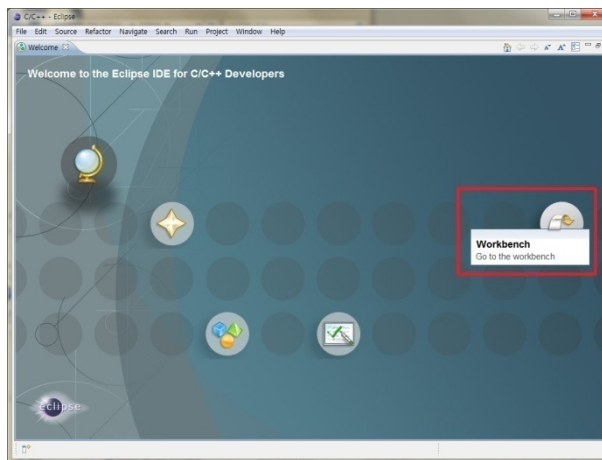 C/C++ - Eclipse
File Edit Source Refactor Navigate Search Run Project Window Help
Welcome
Welcome to the Eclipse IDE for C/C++ Developers
Workbench
Go to the workbench
eclipse